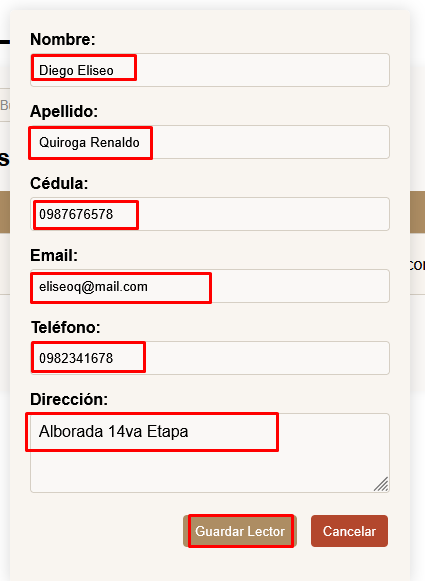 Nombre:
Diego Eliseo
Apellido:
Quiroga Renaldo
Cédula:
0987676578
Email:
eliseoq@mail.com
Teléfono:
0982341678
Dirección:
Alborada 14va Etapa
Guardar Lector
Cancelar